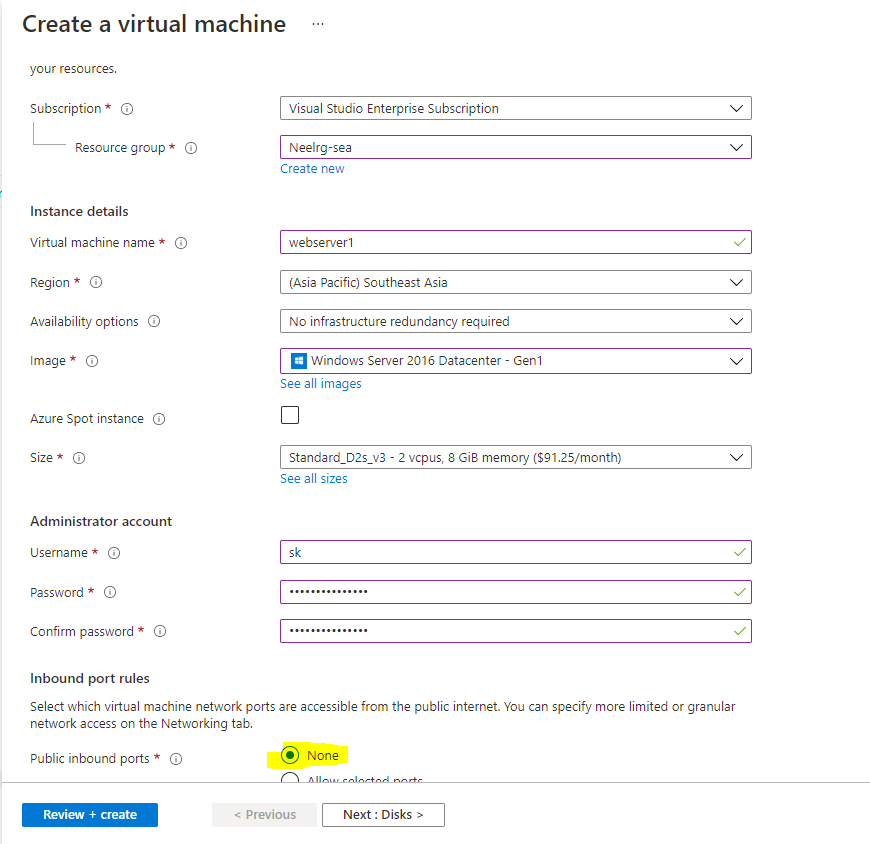 Create a virtual machine ...
your resources.
Subscription *
Visual Studio Enterprise Subscription
Resource group *
Neelrg-sea
Create new
Instance details
Virtual machine name *
webserver1
Region *
(Asia Pacific) Southeast Asia
Availability options
No infrastructure redundancy required
Image *
Windows Server 2016 Datacenter - Gen1
See all images
Azure Spot instance
Size *
Standard_D2s_v3 - 2 vcpus, 8 GiB memory ($91.25/month)
See all sizes
Administrator account
Username *
sk
Password *
•••••••••••••••
Confirm password *
•••••••••••••••
Inbound port rules
Select which virtual machine network ports are accessible from the public internet. You can specify more limited or granular
network access on the Networking tab.
Public inbound ports *
None
Allow selected ports
Review + create
< Previous
Next : Disks >